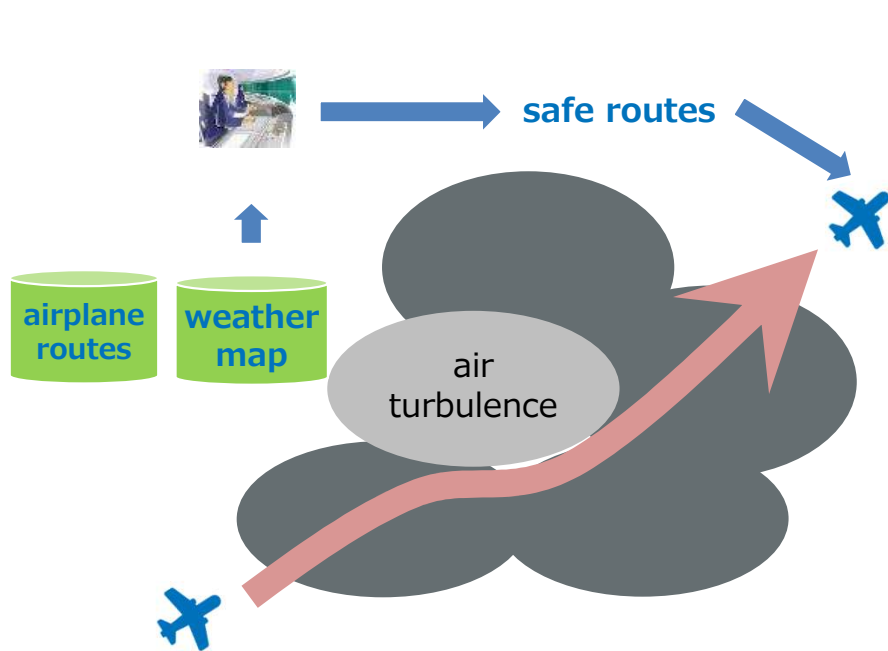 safe routes
airplane
routes
weather
map
air
turbulence